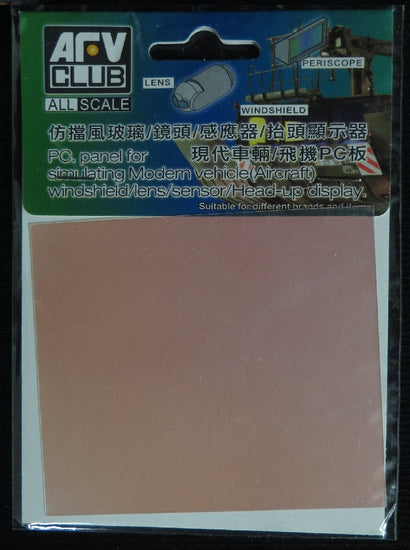 AFV
CLUB
ALL SCALE
LENS
PERISCOPE
WINDSHIELD
仿擋風玻璃/鏡頭/感應器/抬頭顯示器
PC. panel for 現代車輛/飛機PC板
simulating Modern vehicle(Aircraft)
windshield/lens/sensor/Head-up display.
Suitable for different brands and items